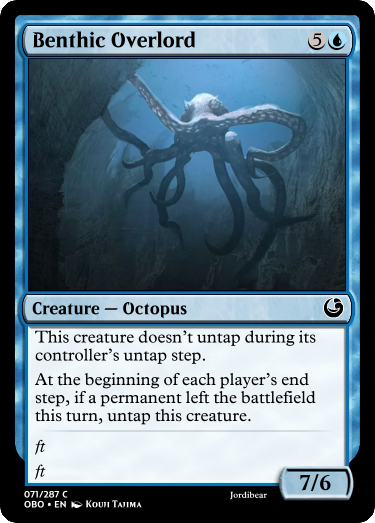 Benthic Overlord 5
Creature — Octopus
This creature doesn't untap during its
controller's untap step.
At the beginning of each player's end
step, if a permanent left the battlefield
this turn, untap this creature.
ft
ft
7/6
071/287 C
OBO • EN Kouji Tajima
Jordibear